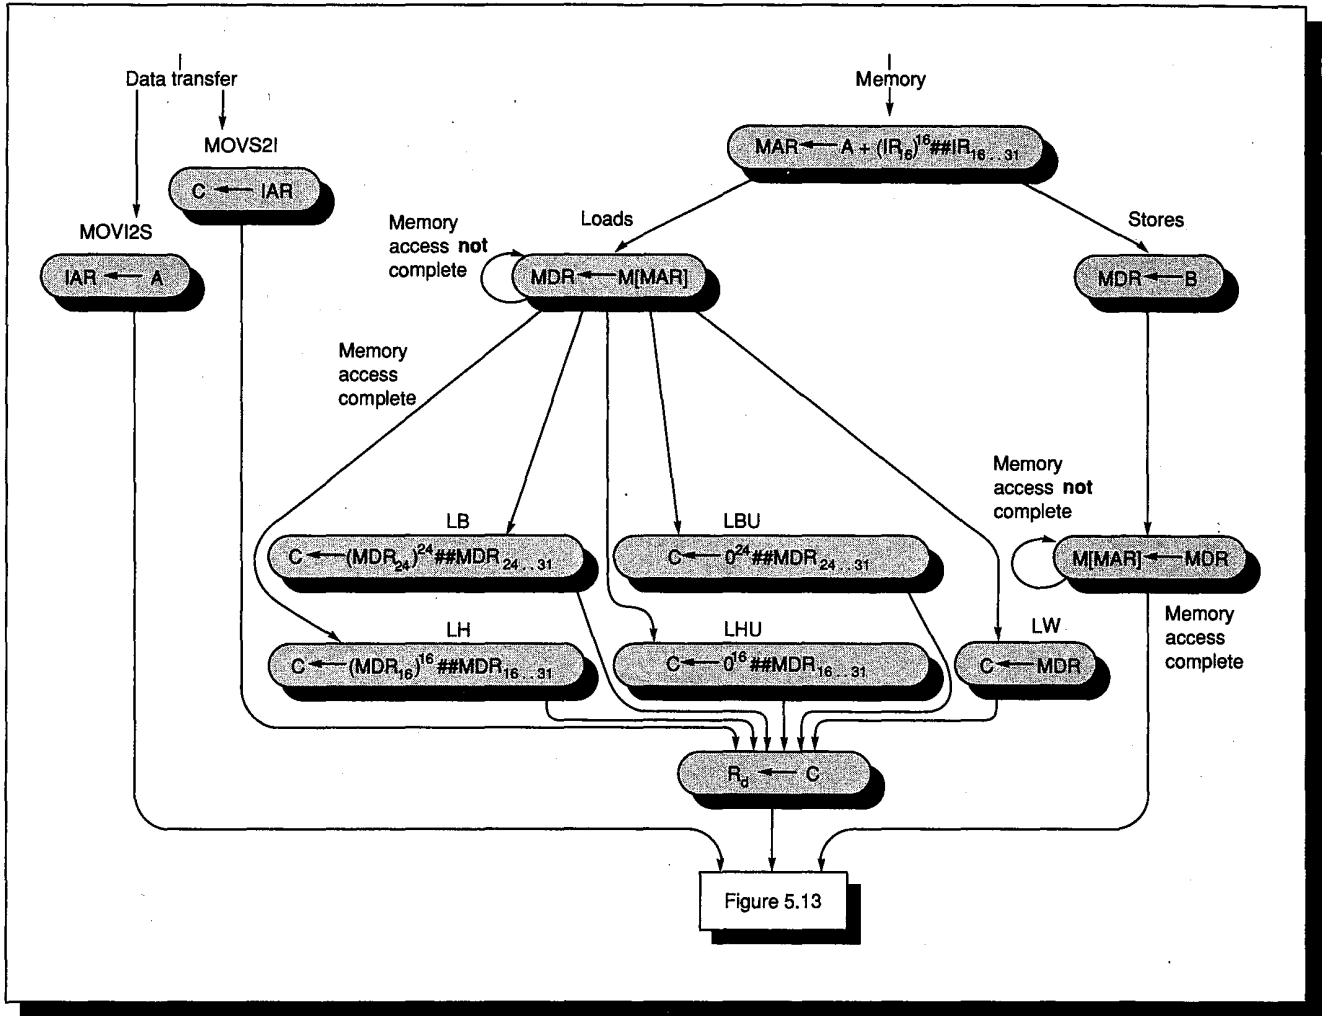 Data transfer
Memory
MOVS2I
MAR ← A + (IR₁₆)¹⁶##IR₁₆..₃₁
C ← IAR
Memory
access not
complete
Loads
Stores
MOVI2S
IAR ← A
MDR ← M[MAR]
MDR ← B
Memory
access
complete
Memory
access not
complete
LB
LBU
C ← (MDR₂₄)²⁴##MDR₂₄..₃₁
C ← 0²⁴##MDR₂₄..₃₁
M[MAR] ← MDR
Memory
access
complete
LH
LHU
LW
C ← (MDR₁₆)¹⁶##MDR₁₆..₃₁
C ← 0¹⁶##MDR₁₆..₃₁
C ← MDR
R_d ← C
Figure 5.13